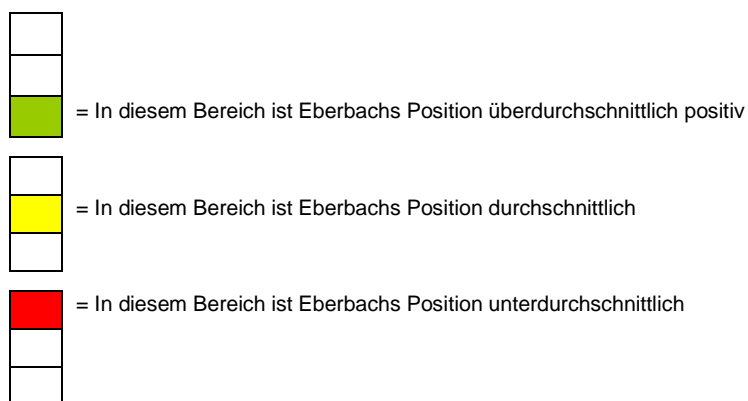 = In diesem Bereich ist Eberbachs Position überdurchschnittlich positiv
= In diesem Bereich ist Eberbachs Position durchschnittlich
= In diesem Bereich ist Eberbachs Position unterdurchschnittlich